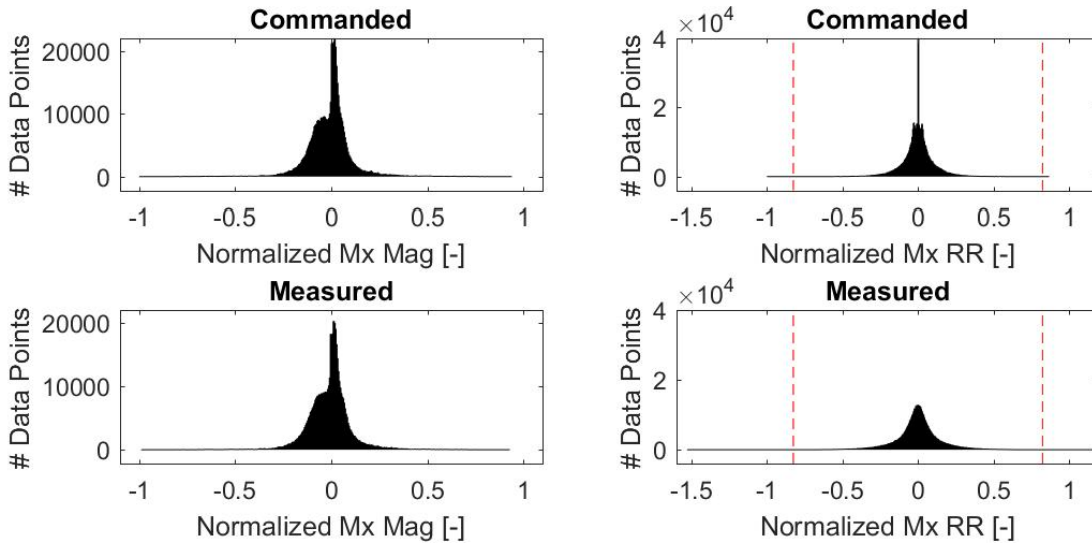 Commanded
# Data Points
20000
10000
0
-1 -0.5 0 0.5 1
Normalized Mx Mag [-]
Commanded
×10^4
# Data Points
4
2
0
-1.5 -1 -0.5 0 0.5 1
Normalized Mx RR [-]
Measured
# Data Points
20000
10000
0
-1 -0.5 0 0.5 1
Normalized Mx Mag [-]
Measured
×10^4
# Data Points
4
2
0
-1.5 -1 -0.5 0 0.5 1
Normalized Mx RR [-]